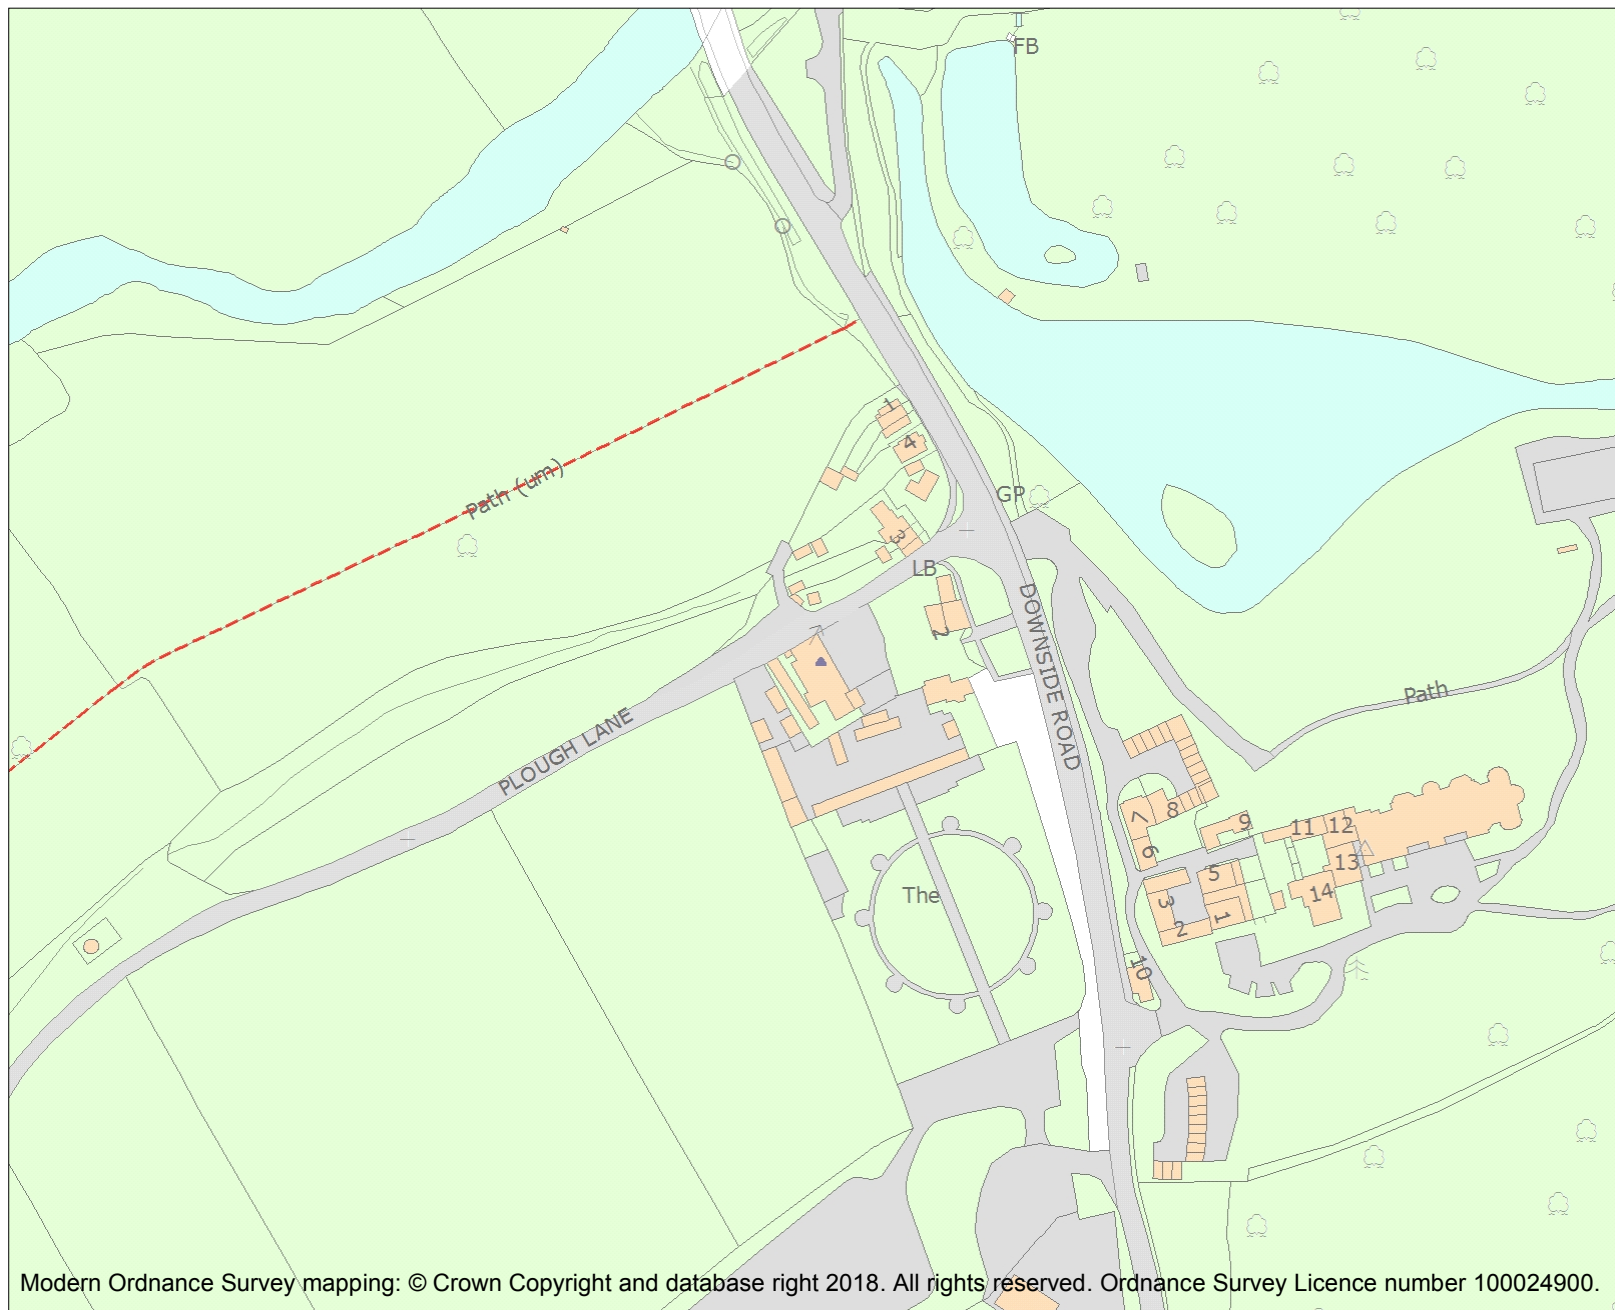 FB
Path (um)
1
4
GP
3
LB
2
DOWNSIDE ROAD
PLOUGH LANE
Path
7
8
6
9
11
12
13
5
14
3
2
1
The
10
Modern Ordnance Survey mapping: © Crown Copyright and database right 2018. All rights reserved. Ordnance Survey Licence number 100024900.